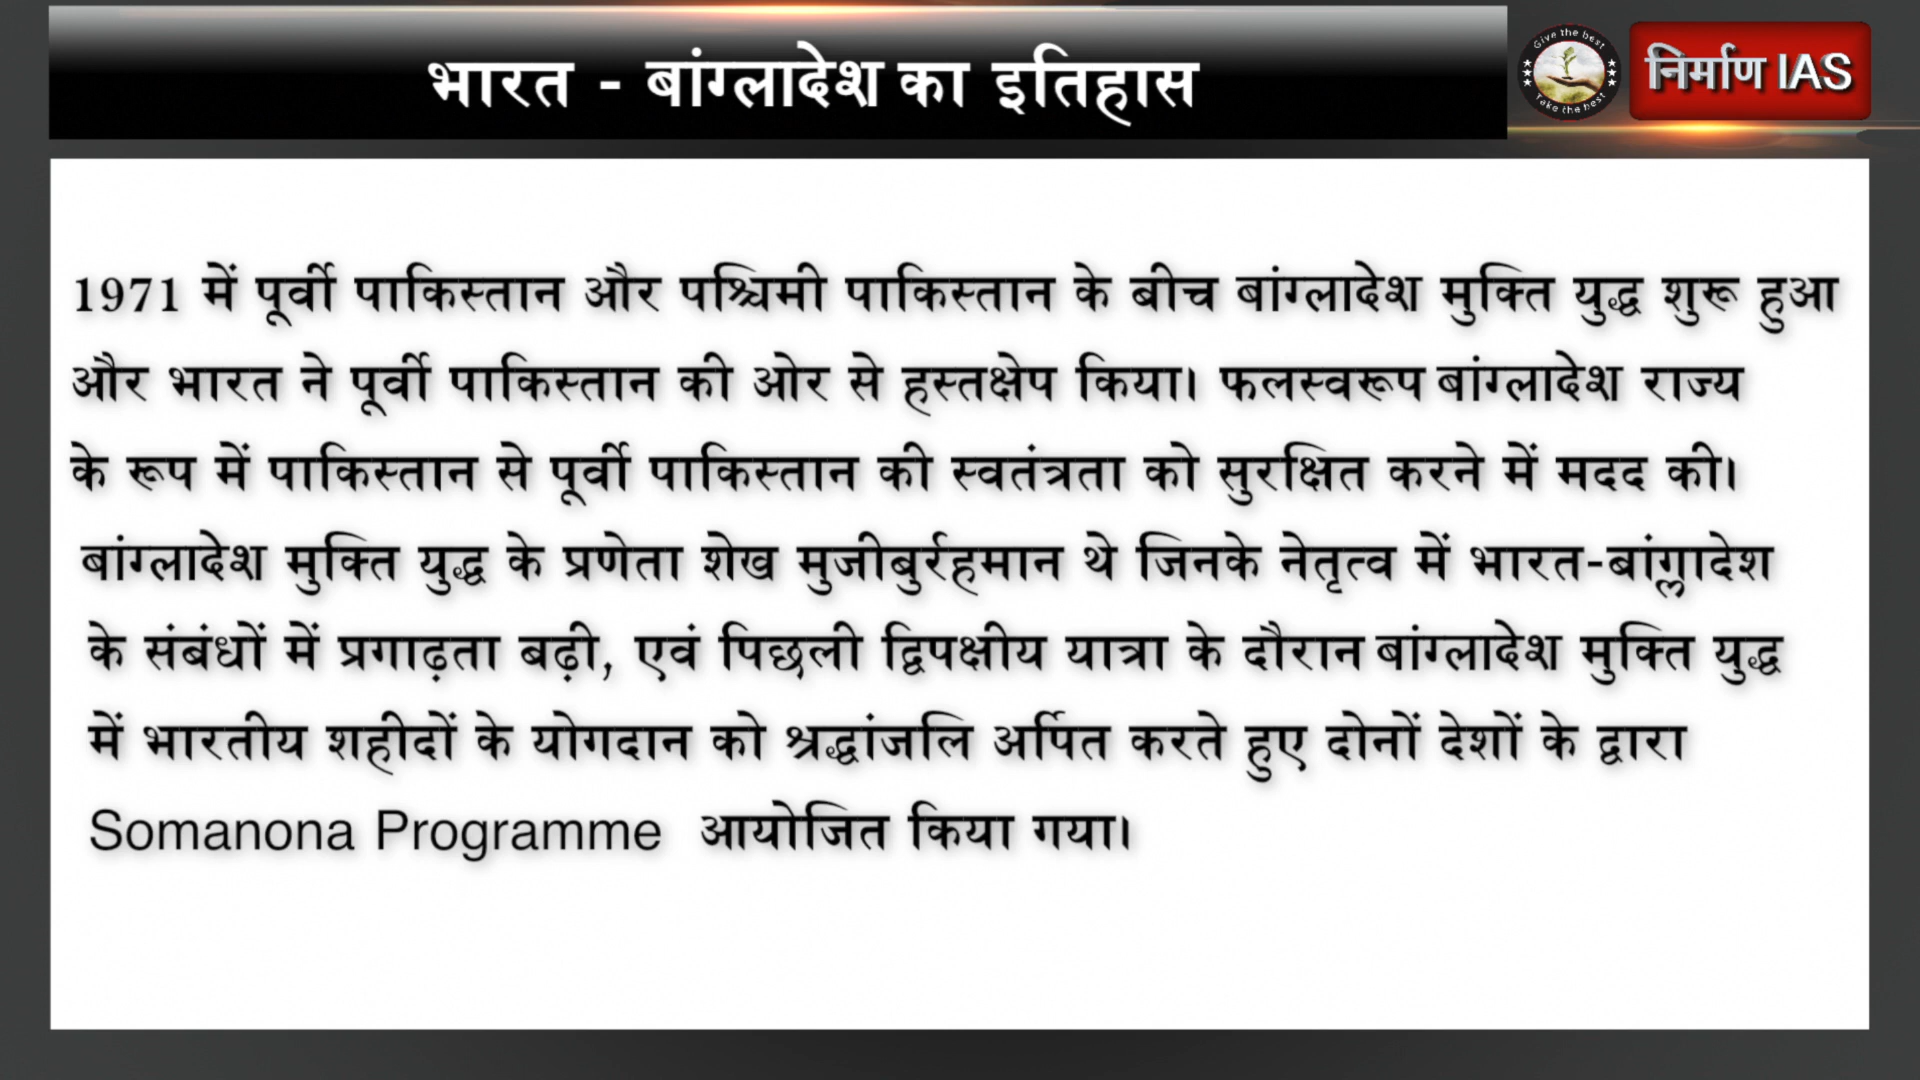 भारत - बांग्लादेश का इतिहास
Give the best
Take the best
निर्माण IAS
1971 में पूर्वी पाकिस्तान और पश्चिमी पाकिस्तान के बीच बांग्लादेश मुक्ति युद्ध शुरू हुआ
और भारत ने पूर्वी पाकिस्तान की ओर से हस्तक्षेप किया। फलस्वरूप बांग्लादेश राज्य
के रूप में पाकिस्तान से पूर्वी पाकिस्तान की स्वतंत्रता को सुरक्षित करने में मदद की।
बांग्लादेश मुक्ति युद्ध के प्रणेता शेख मुजीबुर्रहमान थे जिनके नेतृत्व में भारत-बांग्लादेश
के संबंधों में प्रगाढ़ता बढ़ी, एवं पिछली द्विपक्षीय यात्रा के दौरान बांग्लादेश मुक्ति युद्ध
में भारतीय शहीदों के योगदान को श्रद्धांजलि अर्पित करते हुए दोनों देशों के द्वारा
Somanona Programme आयोजित किया गया।